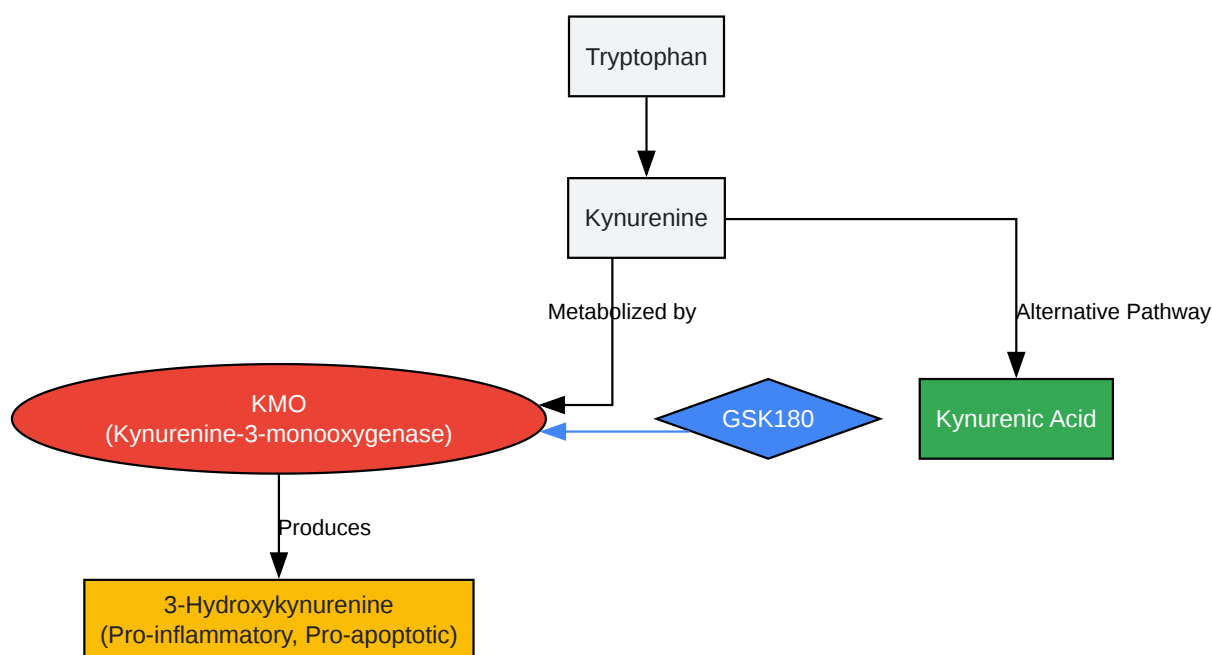 Tryptophan
Kynurenine
Metabolized by
Alternative Pathway
KMO
(Kynurenine-3-monooxygenase)
GSK180
Kynurenic Acid
Produces
3-Hydroxykynurenine
(Pro-inflammatory, Pro-apoptotic)